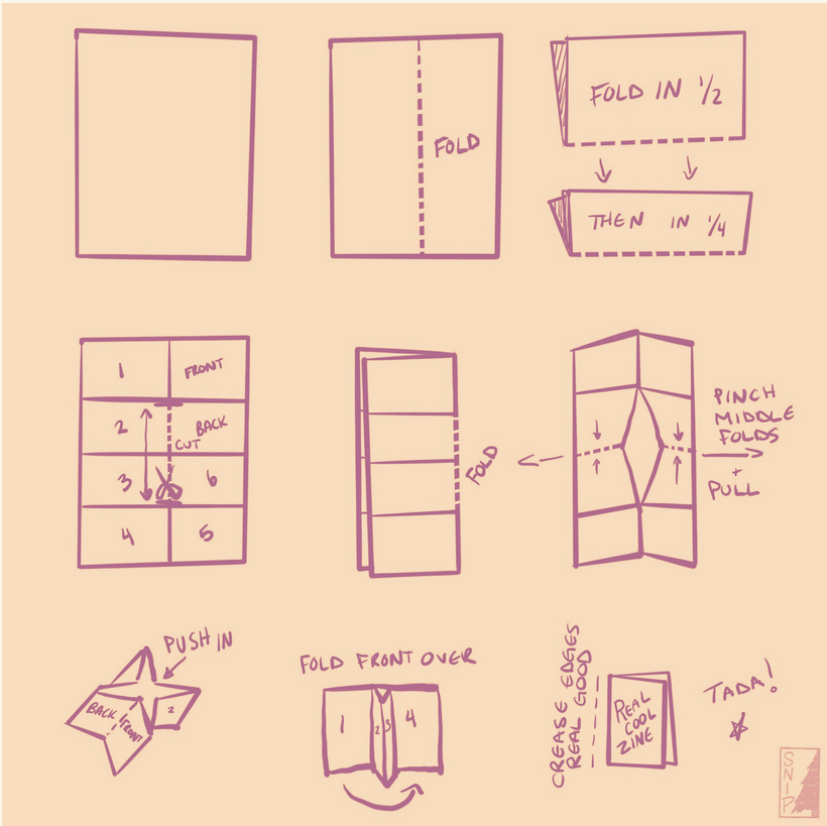 FOLD
FOLD IN 1/2
THEN IN 1/4
1 FRONT
2 BACK
CUT
3 6
4 5
FOLD
PINCH
MIDDLE
FOLDS
+
PULL
PUSH IN
BACK
FRONT
2
FOLD FRONT OVER
1 2 3 4
CREASE EDGES
REAL GOOD
REAL
COOL
ZINE
TADA!
SNIP